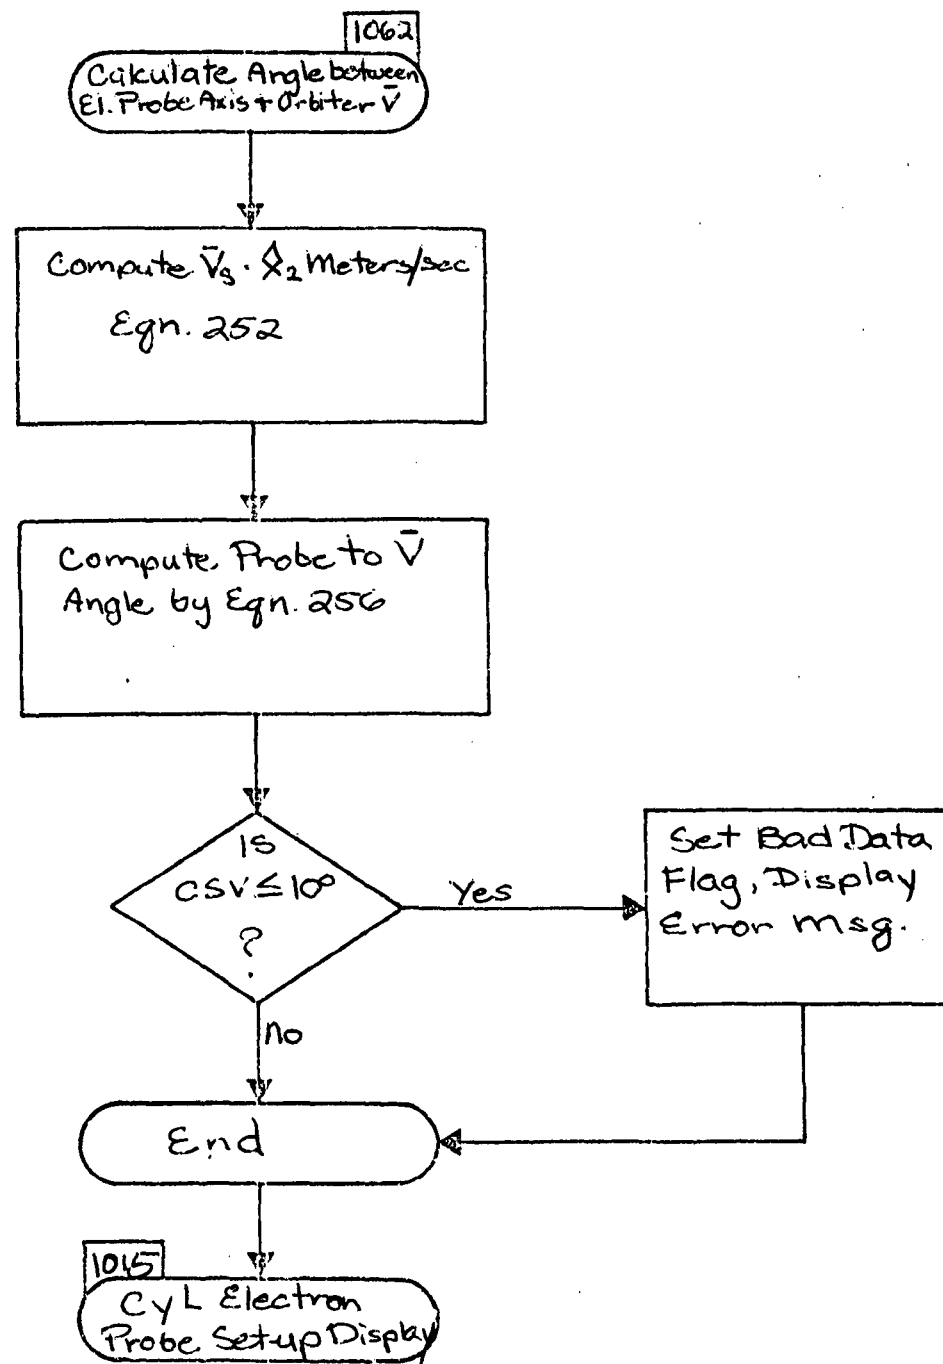 1062
Calculate Angle between
El. Probe Axis + Orbiter V̄
Compute V̄s · X̂2 Meters/sec
Eqn. 252
Compute Probe to V̄
Angle by Eqn. 256
Is
CSV ≤ 10°
?
Yes
Set Bad Data
Flag, Display
Error Msg.
no
End
1015
Cyl Electron
Probe Set-up Display